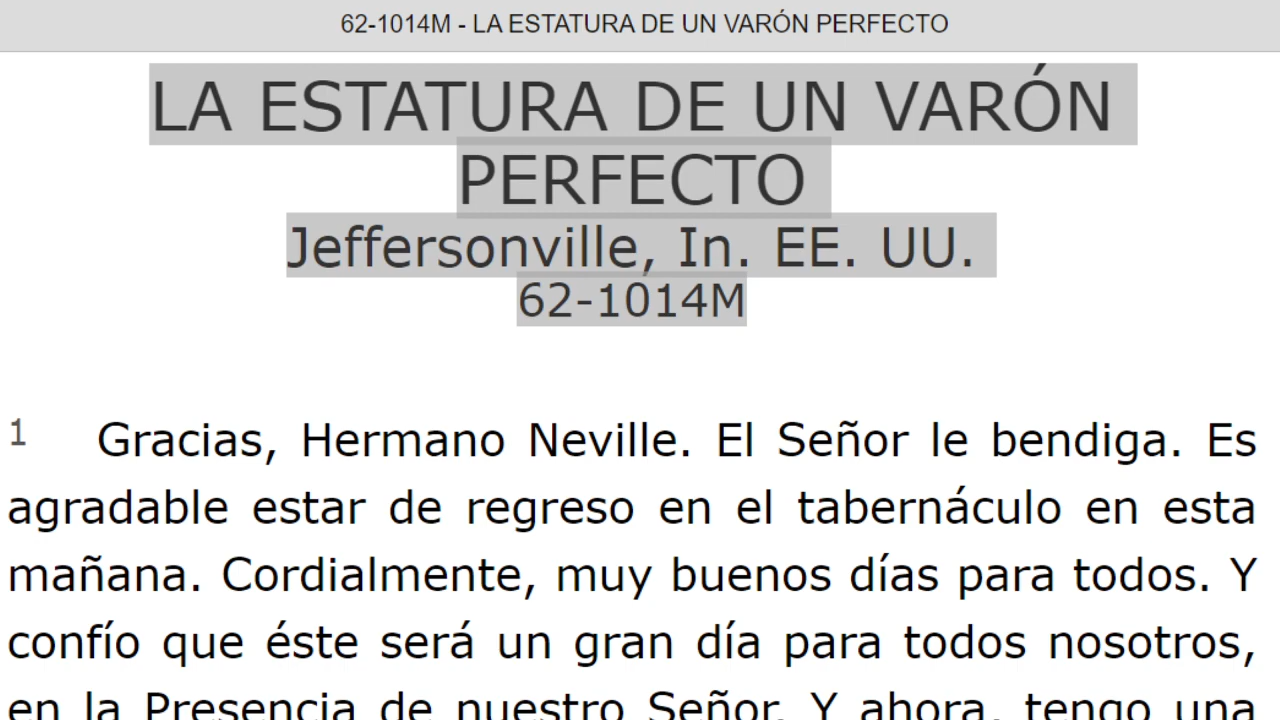 62-1014M - LA ESTATURA DE UN VARÓN PERFECTO
LA ESTATURA DE UN VARÓN
PERFECTO
Jeffersonville, In. EE. UU.
62-1014M
1 Gracias, Hermano Neville. El Señor le bendiga. Es
agradable estar de regreso en el tabernáculo en esta
mañana. Cordialmente, muy buenos días para todos. Y
confío que éste será un gran día para todos nosotros,
en la Presencia de nuestro Señor. Y ahora, tengo una